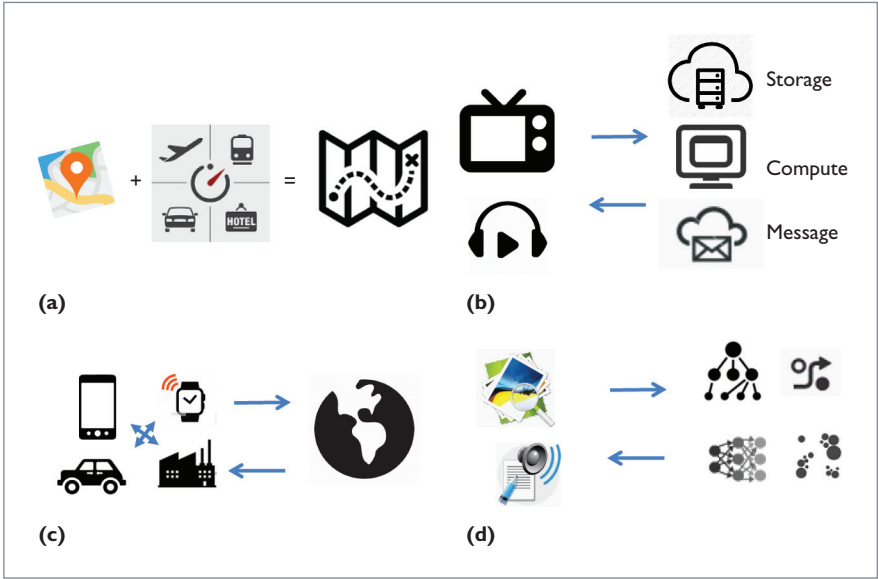 +
HOTEL
=
(a)
Storage
Compute
Message
(b)
(c)
(d)